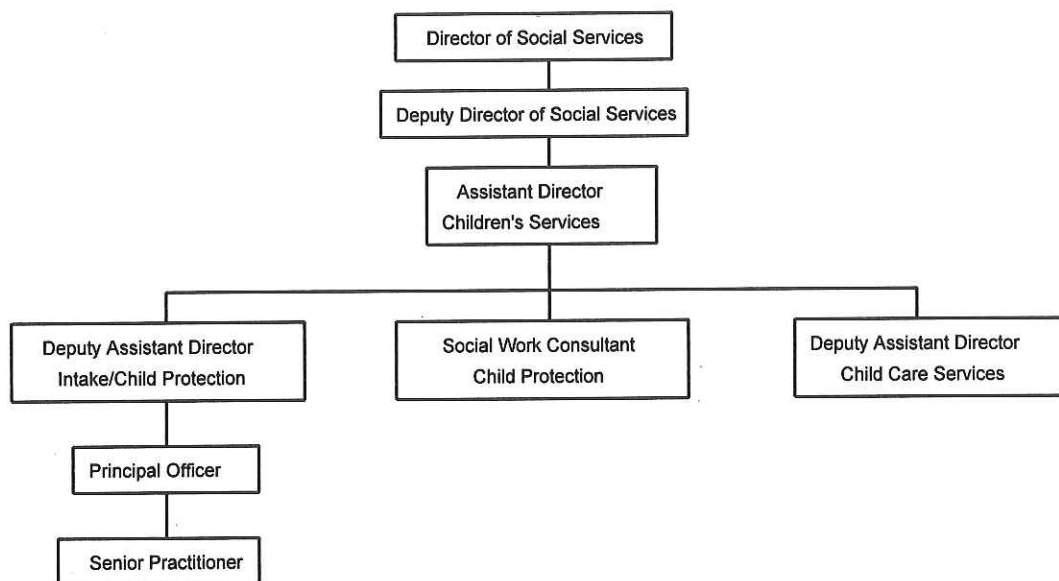 Director of Social Services
Deputy Director of Social Services
Assistant Director
Children's Services
Deputy Assistant Director
Intake/Child Protection
Social Work Consultant
Child Protection
Deputy Assistant Director
Child Care Services
Principal Officer
Senior Practitioner